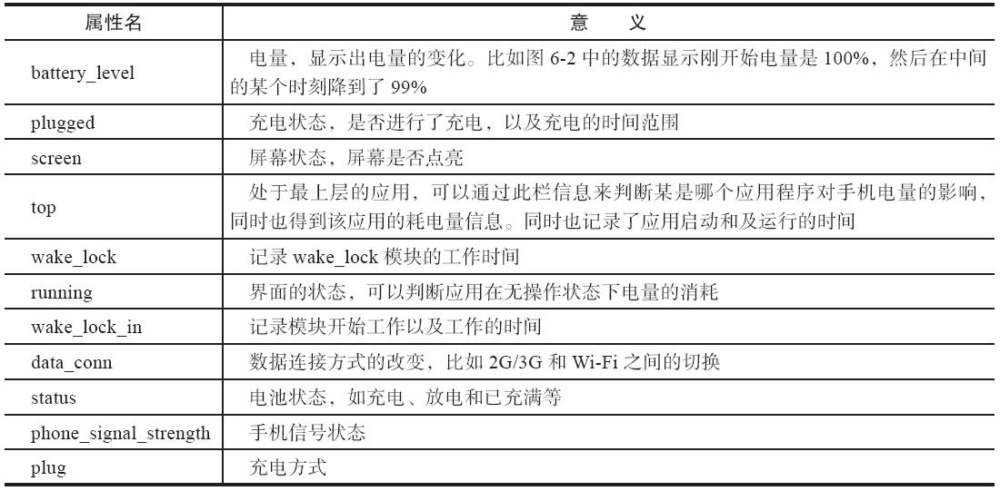 属性名 意 义
battery_level 电量，显示出电量的变化。比如图 6-2 中的数据显示刚开始电量是 100%，然后在中间
的某个时刻降到了 99%
plugged 充电状态，是否进行了充电，以及充电的时间范围
screen 屏幕状态，屏幕是否点亮
top 处于最上层的应用，可以通过此栏信息来判断某是哪个应用程序对手机电量的影响，
同时也得到该应用的耗电量信息。同时也记录了应用启动和及运行的时间
wake_lock 记录 wake_lock 模块的工作时间
running 界面的状态，可以判断应用在无操作状态下电量的消耗
wake_lock_in 记录模块开始工作以及工作的时间
data_conn 数据连接方式的改变，比如 2G/3G 和 Wi-Fi 之间的切换
status 电池状态，如充电、放电和已充满等
phone_signal_strength 手机信号状态
plug 充电方式